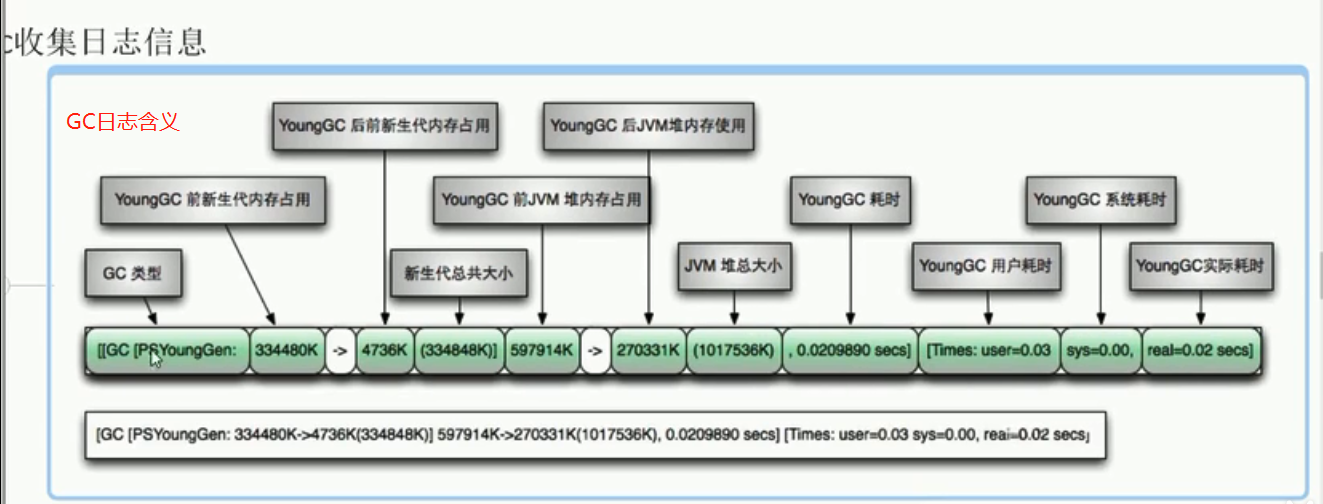 c收集日志信息
GC日志含义
YoungGC 后前新生代内存占用
YoungGC 后JVM堆内存使用
YoungGC 前新生代内存占用
YoungGC 前JVM 堆内存占用
YoungGC 耗时
YoungGC 系统耗时
GC 类型
新生代总共大小
JVM 堆总大小
YoungGC 用户耗时
YoungGC实际耗时
[[GC [PSYoungGen: 334480K -> 4736K (334848K)] 597914K -> 270331K (1017536K) , 0.0209890 secs] [Times: user=0.03 sys=0.00, real=0.02 secs]
[GC [PSYoungGen: 334480K->4736K(334848K)] 597914K->270331K(1017536K), 0.0209890 secs] [Times: user=0.03 sys=0.00, real=0.02 secs]